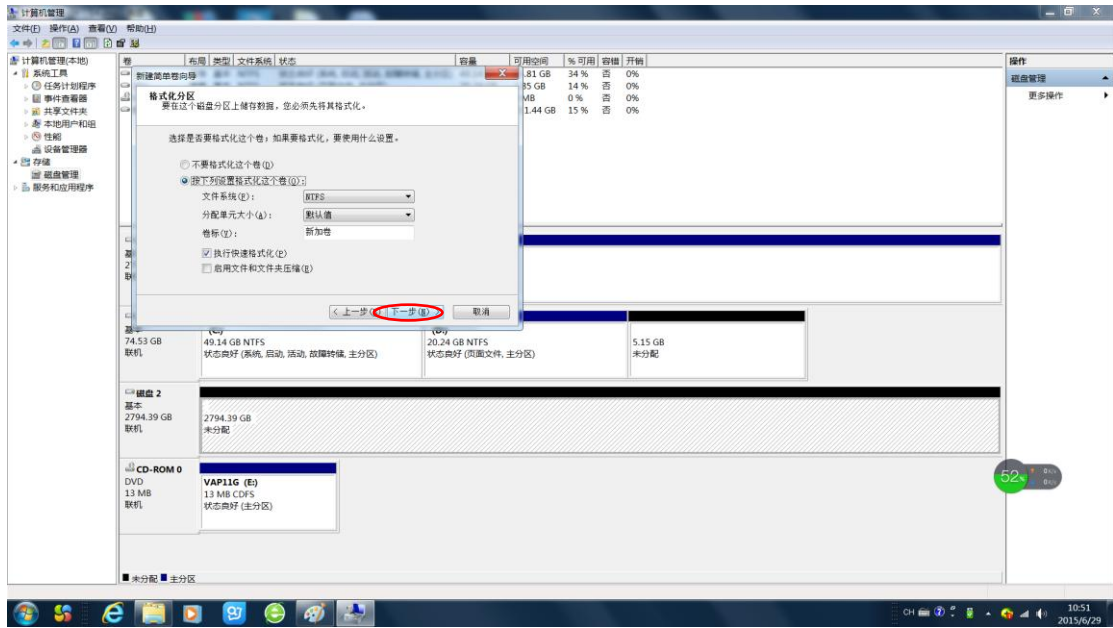 计算机管理
文件(F) 操作(A) 查看(V) 帮助(H)
计算机管理(本地)
系统工具
任务计划程序
事件查看器
共享文件夹
本地用户和组
性能
设备管理器
存储
磁盘管理
服务和应用程序
卷 布局 类型 文件系统 状态 容量 可用空间 % 可用 容错 开销
.81 GB 34 % 否 0%
35 GB 14 % 否 0%
MB 0 % 否 0%
1.44 GB 15 % 否 0%
新建简单卷向导
格式化分区
要在这个磁盘分区上储存数据，您必须先将其格式化。
选择是否要格式化这个卷；如果要格式化，要使用什么设置。
不要格式化这个卷(D)
按下列设置格式化这个卷(O):
文件系统(F): NTFS
分配单元大小(A): 默认值
卷标(V): 新加卷
执行快速格式化(P)
启用文件和文件夹压缩(E)
< 上一步 下一步(N) 取消
74.53 GB
联机
(C:)
49.14 GB NTFS
状态良好 (系统, 启动, 活动, 故障转储, 主分区)
(D:)
20.24 GB NTFS
状态良好 (页面文件, 主分区)
5.15 GB
未分配
磁盘 2
基本
2794.39 GB
联机
2794.39 GB
未分配
CD-ROM 0
DVD
13 MB
联机
VAP11G (E:)
13 MB CDFS
状态良好 (主分区)
未分配 主分区
操作
磁盘管理
更多操作
52%
CH
10:51
2015/6/29